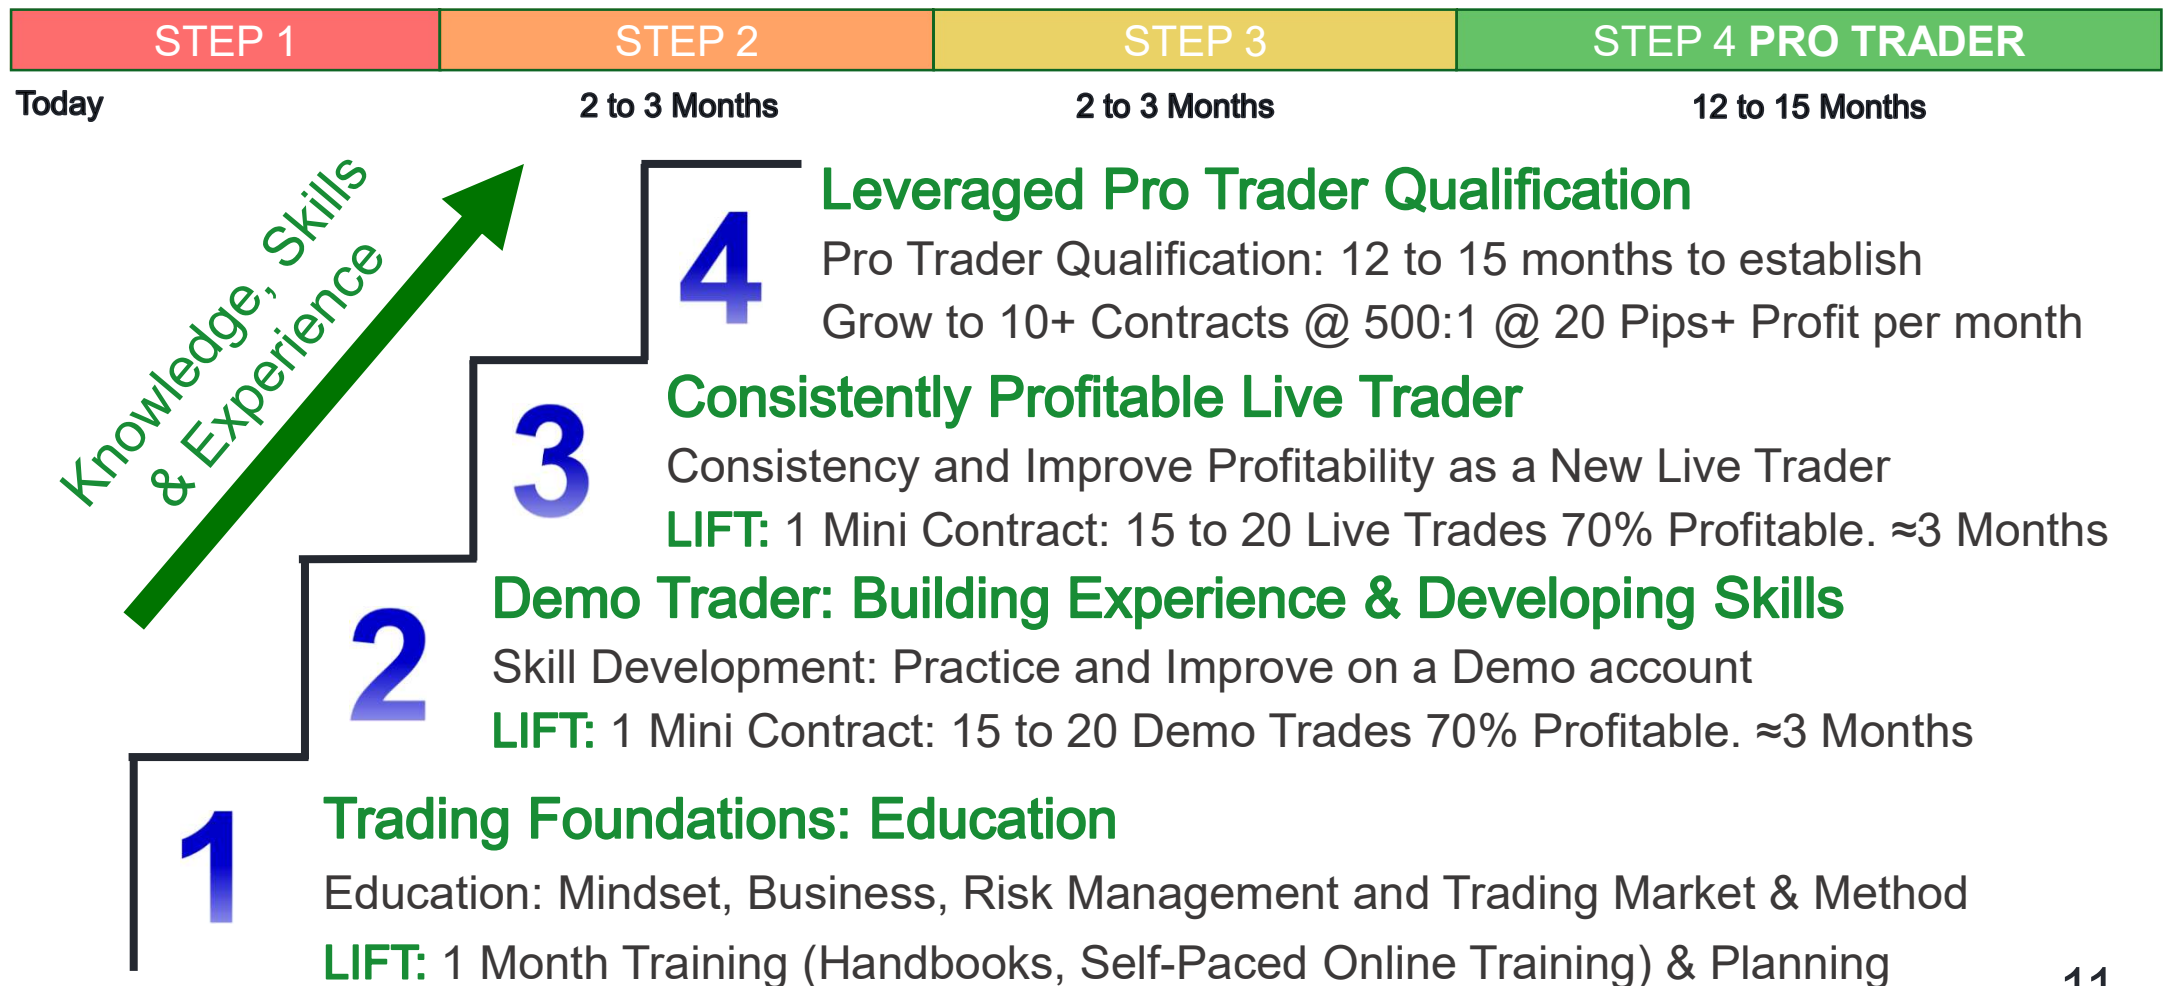 STEP 1
STEP 2
STEP 3
STEP 4 PRO TRADER
Today
2 to 3 Months
2 to 3 Months
12 to 15 Months
Knowledge, Skills
& Experience
4
Leveraged Pro Trader Qualification
Pro Trader Qualification: 12 to 15 months to establish
Grow to 10+ Contracts @ 500:1 @ 20 Pips+ Profit per month
3
Consistently Profitable Live Trader
Consistency and Improve Profitability as a New Live Trader
LIFT: 1 Mini Contract: 15 to 20 Live Trades 70% Profitable. ≈3 Months
2
Demo Trader: Building Experience & Developing Skills
Skill Development: Practice and Improve on a Demo account
LIFT: 1 Mini Contract: 15 to 20 Demo Trades 70% Profitable. ≈3 Months
1
Trading Foundations: Education
Education: Mindset, Business, Risk Management and Trading Market & Method
LIFT: 1 Month Training (Handbooks, Self-Paced Online Training) & Planning
11